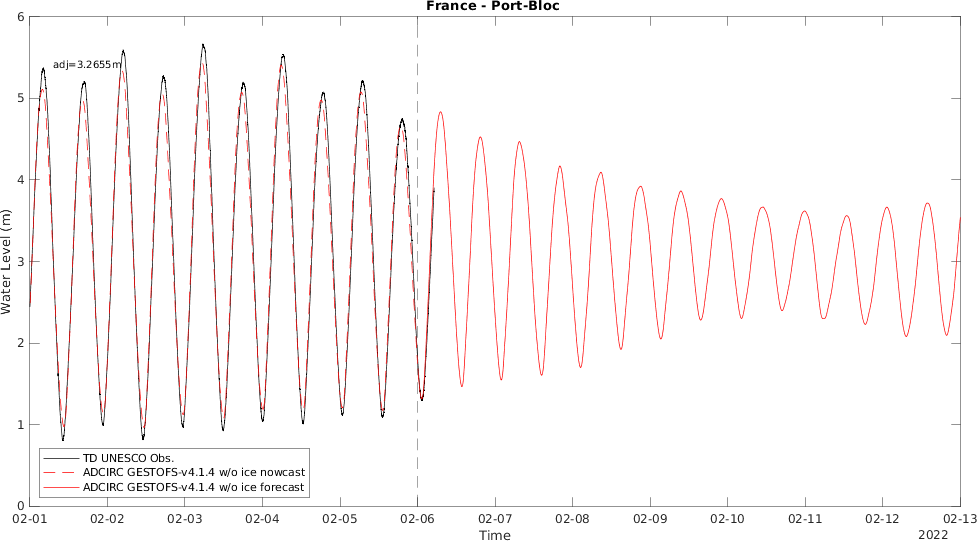 France - Port-Bloc
6
5
4
3
2
1
0
Water Level (m)
adj=3.2655m
TD UNESCO Obs.
ADCIRC GESTOFS-v4.1.4 w/o ice nowcast
ADCIRC GESTOFS-v4.1.4 w/o ice forecast
02-01 02-02 02-03 02-04 02-05 02-06 02-07 02-08 02-09 02-10 02-11 02-12 02-13
Time
2022